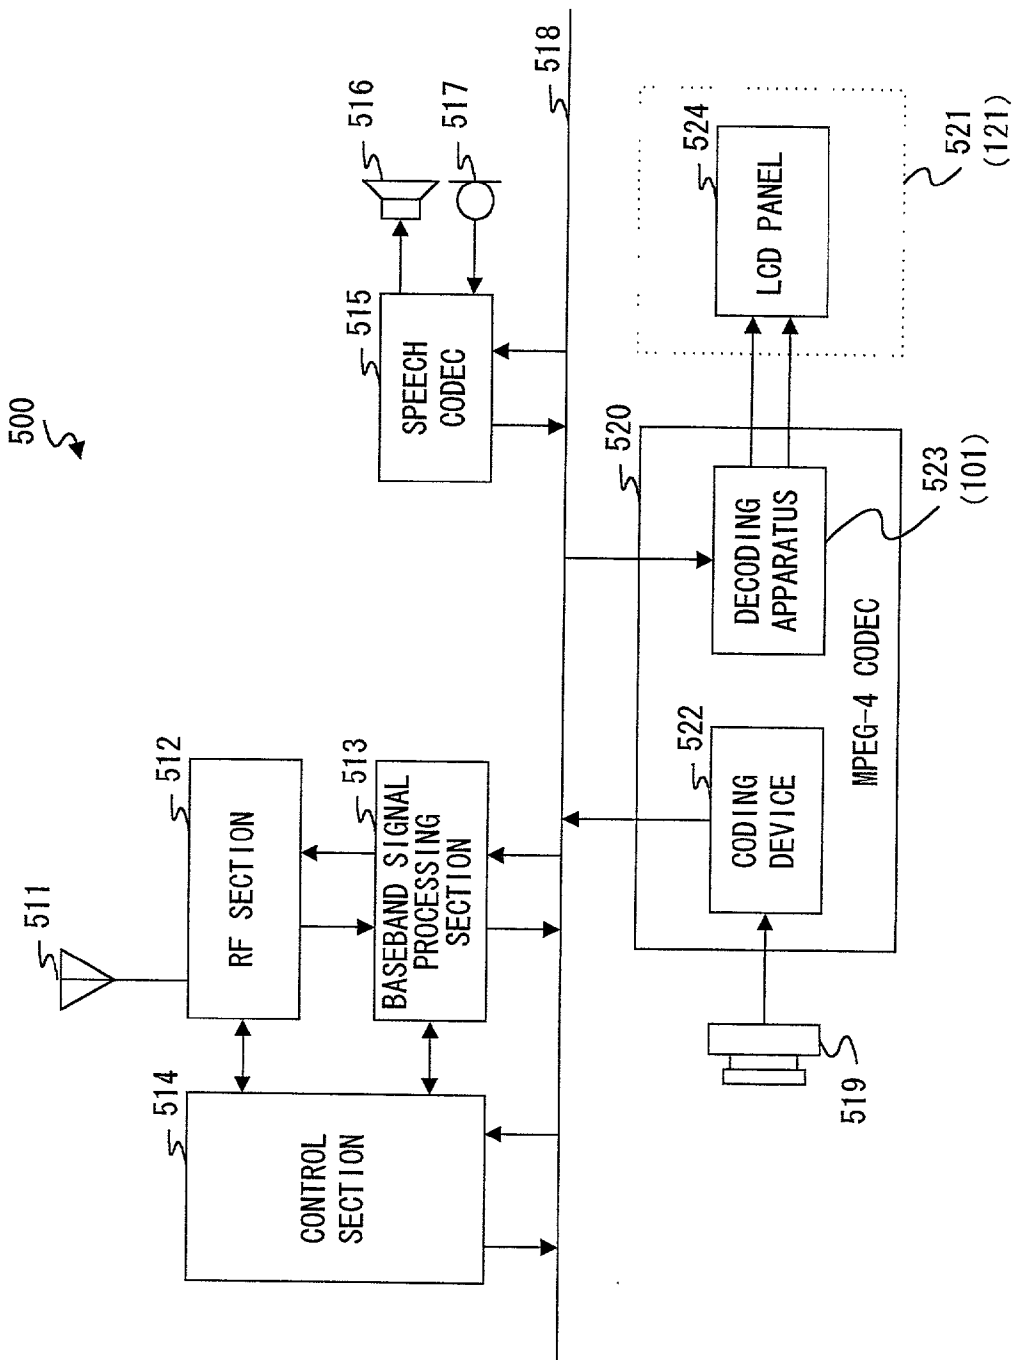 500
511
512
RF SECTION
513
BASEBAND SIGNAL
PROCESSING
SECTION
514
CONTROL
SECTION
515
SPEECH
CODEC
516
517
518
519
520
522
CODING
DEVICE
DECODING
APPARATUS
523
(101)
MPEG-4 CODEC
524
LCD PANEL
521
(121)